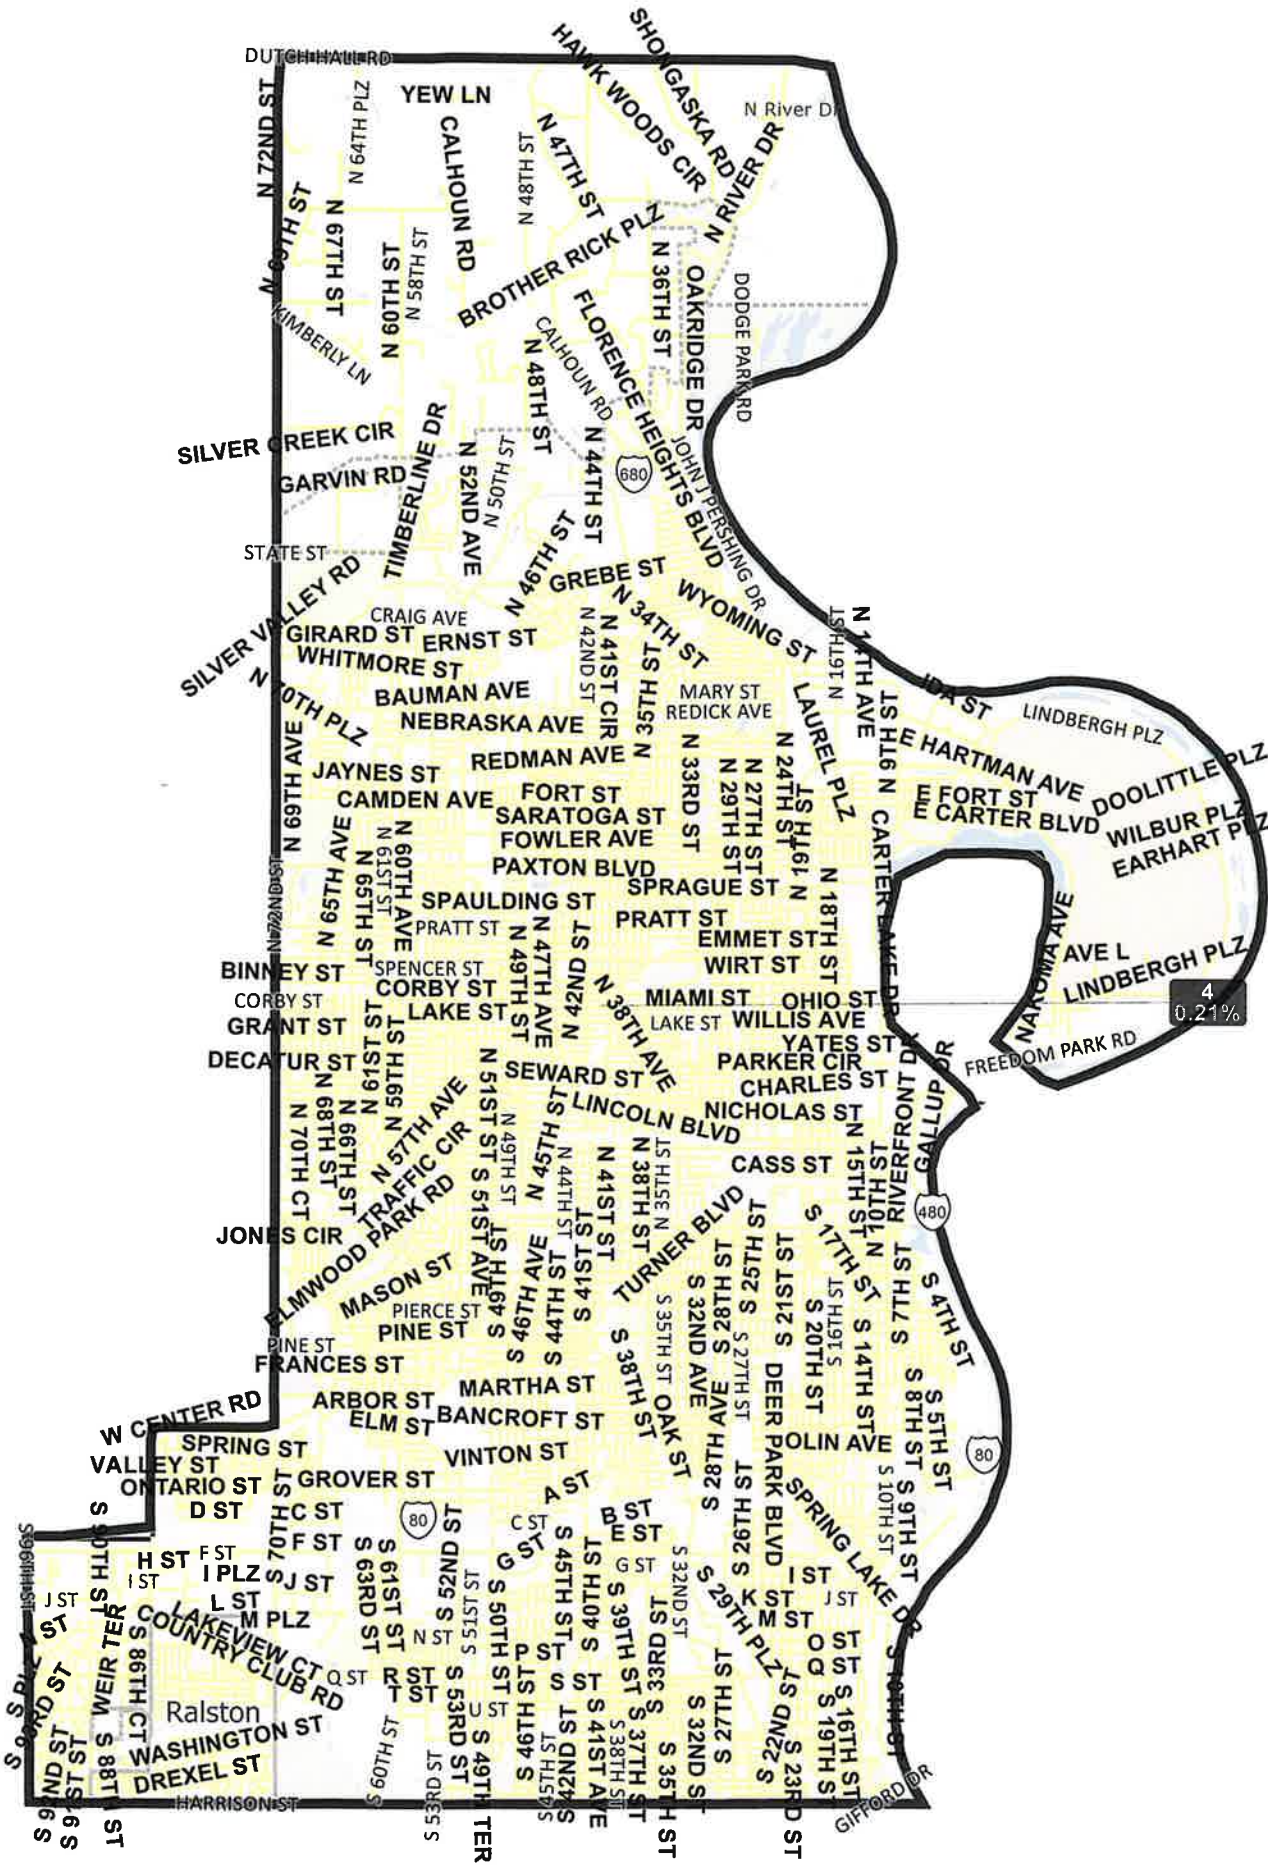 DUTCH HALL RD
SHONGASKA RD
HAWK WOODS CIR
N River Dr
YEW LN
N 72ND ST
N 64TH PLZ
CALHOUN RD
N 48TH ST
N 47TH ST
N RIVER DR
N 69TH ST
N 97TH ST
N 60TH ST
N 58TH ST
BROTHER RICK PLZ
N 36TH ST
OAKRIDGE DR
DODGE PARK RD
KIMBERLY LN
CALHOUN RD
FLORENCE HEIGHTS BLVD
N 48TH ST
SILVER CREEK CIR
GARVIN RD
TIMBERLINE DR
N 52ND AVE
N 50TH ST
N 44TH ST
680
JOHN J PERSHING DR
STATE ST
N 46TH ST
GREBE ST
WYOMING ST
SILVER VALLEY RD
CRAIG AVE
GIRARD ST
ERNST ST
N 42ND ST
N 41ST CIR
N 34TH ST
N 35TH ST
N 16TH ST
N 14TH AVE
WHITMORE ST
N 70TH PLZ
BAUMAN AVE
MARY ST
REDICK AVE
LAUREL PLZ
N 9TH ST
IDA ST
LINDBERGH PLZ
NEBRASKA AVE
N 69TH AVE
REDMAN AVE
N 33RD ST
N 29TH ST
N 27TH ST
N 24TH ST
N 19TH ST
E HARTMAN AVE
DOOLITTLE PLZ
JAYNES ST
CAMDEN AVE
FORT ST
SARATOGA ST
FOWLER AVE
E FORT ST
E CARTER BLVD
WILBUR PLZ
EARHART PLZ
CARTER LAKE DR
N 72ND ST
N 65TH AVE
N 65TH ST
N 61ST ST
N 60TH AVE
PAXTON BLVD
SPRAGUE ST
N 18TH ST
SPAULDING ST
PRATT ST
PRATT ST
EMMET ST
WIRT ST
N 49TH ST
N 47TH AVE
N 42ND ST
NAKOMA AVE
AVE L
LINDBERGH PLZ
BINNEY ST
SPENCER ST
CORBY ST
CORBY ST
N 38TH AVE
MIAMI ST
OHIO ST
4
0.21%
GRANT ST
LAKE ST
LAKE ST
WILLIS AVE
N 61ST ST
N 59TH ST
YATES ST
FREEDOM PARK RD
DECATUR ST
SEWARD ST
PARKER CIR
CHARLES ST
N 70TH CT
N 68TH ST
N 66TH ST
N 57TH AVE
N 51ST ST
N 49TH ST
N 45TH ST
LINCOLN BLVD
NICHOLAS ST
RIVERFRONT DR
GALLUP DR
TRAFFIC CIR
N 44TH ST
N 41ST ST
N 38TH ST
N 35TH ST
CASS ST
N 15TH ST
N 10TH ST
480
JONES CIR
ELMWOOD PARK RD
S 51ST AVE
TURNER BLVD
S 25TH ST
S 17TH ST
MASON ST
S 49TH ST
S 46TH AVE
S 44TH ST
S 41ST ST
S 32ND AVE
S 28TH ST
S 21ST ST
S 7TH ST
S 4TH ST
PIERCE ST
PINE ST
PINE ST
S 38TH ST
S 35TH ST
S 27TH ST
S 20TH ST
S 16TH ST
S 14TH ST
FRANCES ST
MARTHA ST
ARBOR ST
W CENTER RD
ELM ST
BANCROFT ST
OAK ST
S 28TH AVE
DEER PARK BLVD
S 8TH ST
S 5TH ST
SPRING ST
VINTON ST
OLIN AVE
80
VALLEY ST
ONTARIO ST
GROVER ST
S 26TH ST
SPRING LAKE DR
S 10TH ST
S 9TH ST
D ST
S 70TH ST
C ST
80
A ST
B ST
C ST
E ST
S 96TH ST
S 90TH ST
F ST
F ST
H ST
I PLZ
I ST
J ST
J ST
S 63RD ST
S 61ST ST
S 52ND ST
G ST
S 45TH ST
S 40TH ST
G ST
S 32ND ST
S 29TH PLZ
I ST
K ST
J ST
M ST
L ST
M PLZ
LAKEVIEW CT
COUNTRY CLUB RD
S 86TH CT
S WEIR TER
N ST
S 51ST ST
S 50TH ST
P ST
S 39TH ST
S 33RD ST
O ST
Q ST
S 93RD ST
Q ST
R ST
T ST
S 53RD ST
S 46TH ST
S ST
S 27TH ST
S 22ND ST
S 19TH ST
S 16TH ST
S 10TH ST
Ralston
U ST
WASHINGTON ST
DREXEL ST
S 92ND ST
S 91ST ST
S 88TH ST
S 60TH ST
S 53RD ST
S 49TH TER
S 45TH ST
S 42ND ST
S 41ST AVE
S 38TH ST
S 37TH ST
S 35TH ST
S 32ND ST
S 23RD ST
HARRISON ST
GIFFORD DR